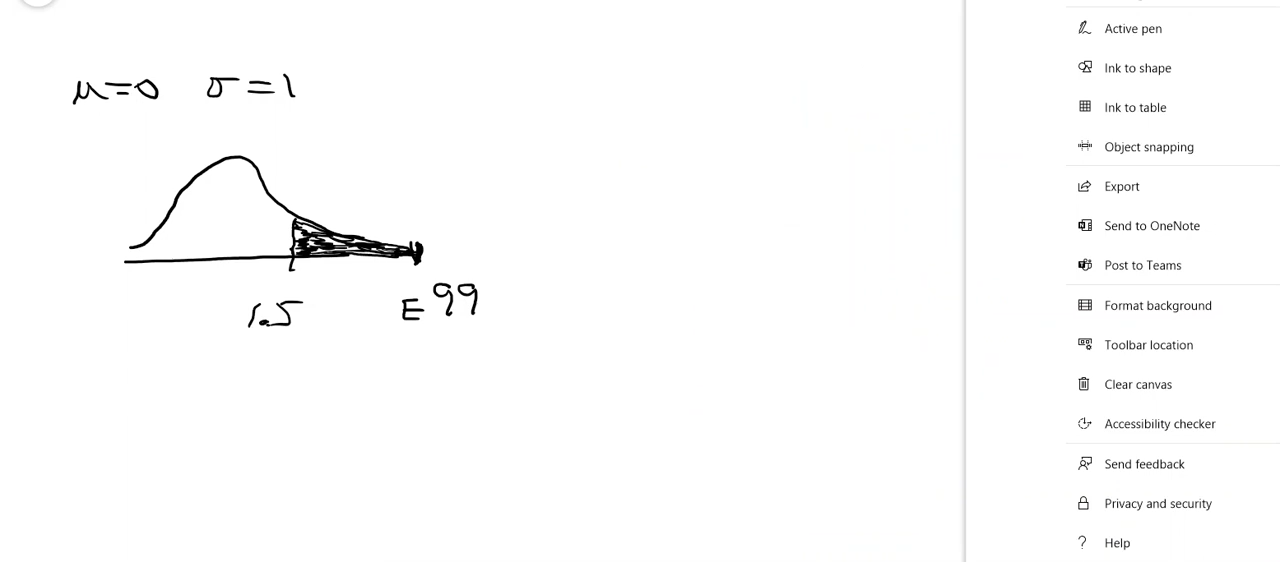 μ=0 σ=1
1.5 E99
Active pen
Ink to shape
Ink to table
Object snapping
Export
Send to OneNote
Post to Teams
Format background
Toolbar location
Clear canvas
Accessibility checker
Send feedback
Privacy and security
? Help